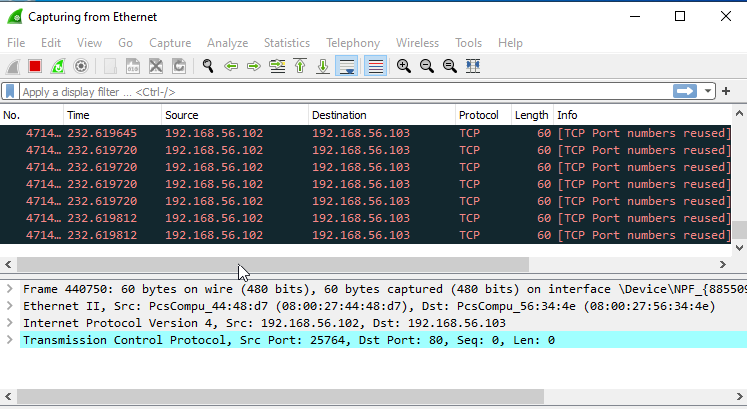 Capturing from Ethernet
File Edit View Go Capture Analyze Statistics Telephony Wireless Tools Help
Apply a display filter ... <Ctrl-/>
No. Time Source Destination Protocol Length Info
4714… 232.619645 192.168.56.102 192.168.56.103 TCP 60 [TCP Port numbers reused]
4714… 232.619720 192.168.56.102 192.168.56.103 TCP 60 [TCP Port numbers reused]
4714… 232.619720 192.168.56.102 192.168.56.103 TCP 60 [TCP Port numbers reused]
4714… 232.619720 192.168.56.102 192.168.56.103 TCP 60 [TCP Port numbers reused]
4714… 232.619720 192.168.56.102 192.168.56.103 TCP 60 [TCP Port numbers reused]
4714… 232.619812 192.168.56.102 192.168.56.103 TCP 60 [TCP Port numbers reused]
4714… 232.619812 192.168.56.102 192.168.56.103 TCP 60 [TCP Port numbers reused]
Frame 440750: 60 bytes on wire (480 bits), 60 bytes captured (480 bits) on interface \Device\NPF_{885509
Ethernet II, Src: PcsCompu_44:48:d7 (08:00:27:44:48:d7), Dst: PcsCompu_56:34:4e (08:00:27:56:34:4e)
Internet Protocol Version 4, Src: 192.168.56.102, Dst: 192.168.56.103
Transmission Control Protocol, Src Port: 25764, Dst Port: 80, Seq: 0, Len: 0